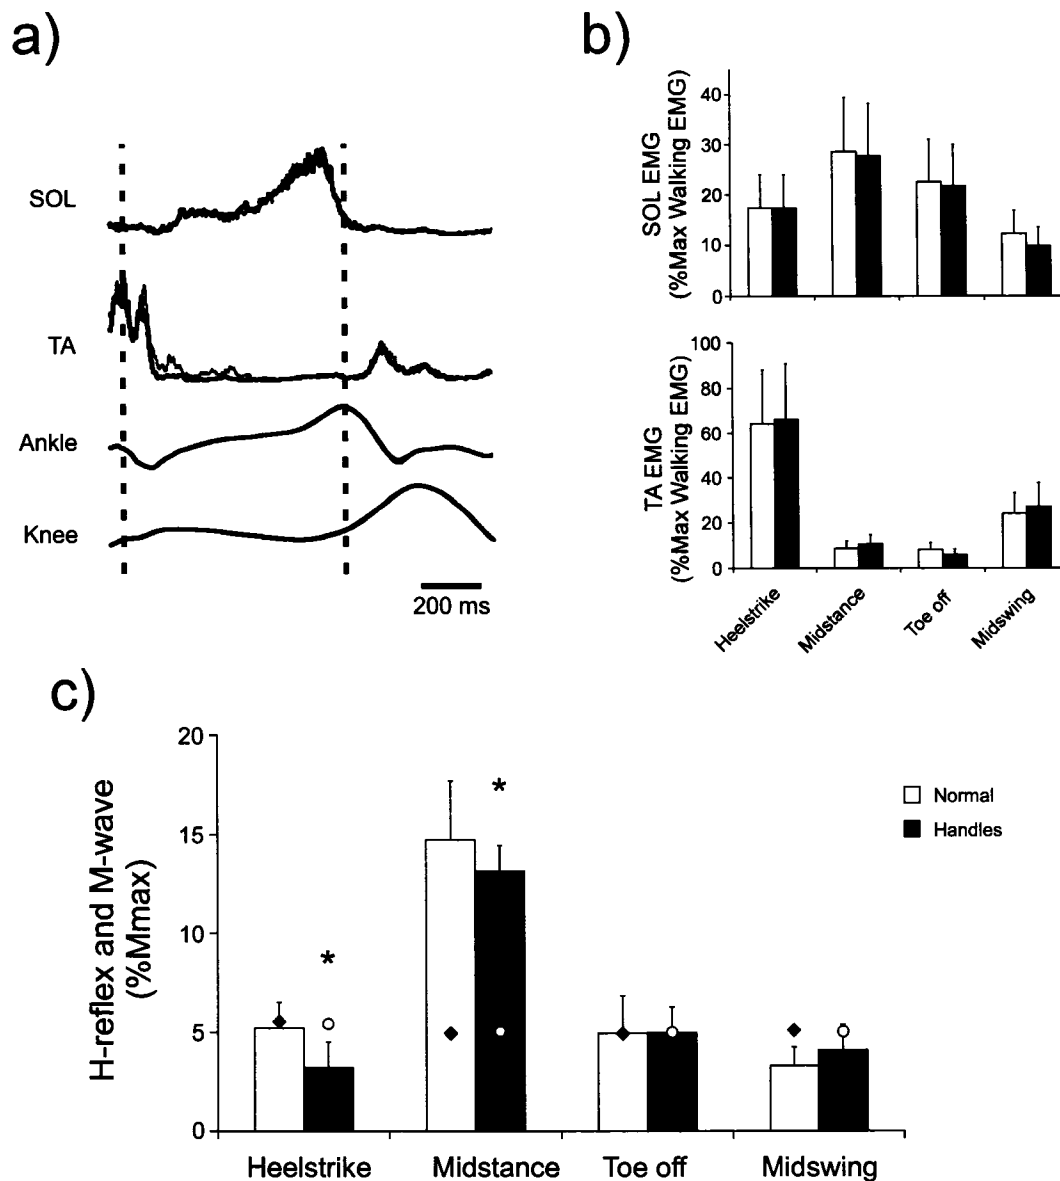 a)
SOL
TA
Ankle
Knee
200 ms
b)
SOL EMG
(%Max Walking EMG)
40
30
20
10
0
TA EMG
(%Max Walking EMG)
100
80
60
40
20
0
Heelstrike
Midstance
Toe off
Midswing
c)
H-reflex and M-wave
(%Mmax)
20
15
10
5
0
*
*
Normal
Handles
Heelstrike
Midstance
Toe off
Midswing